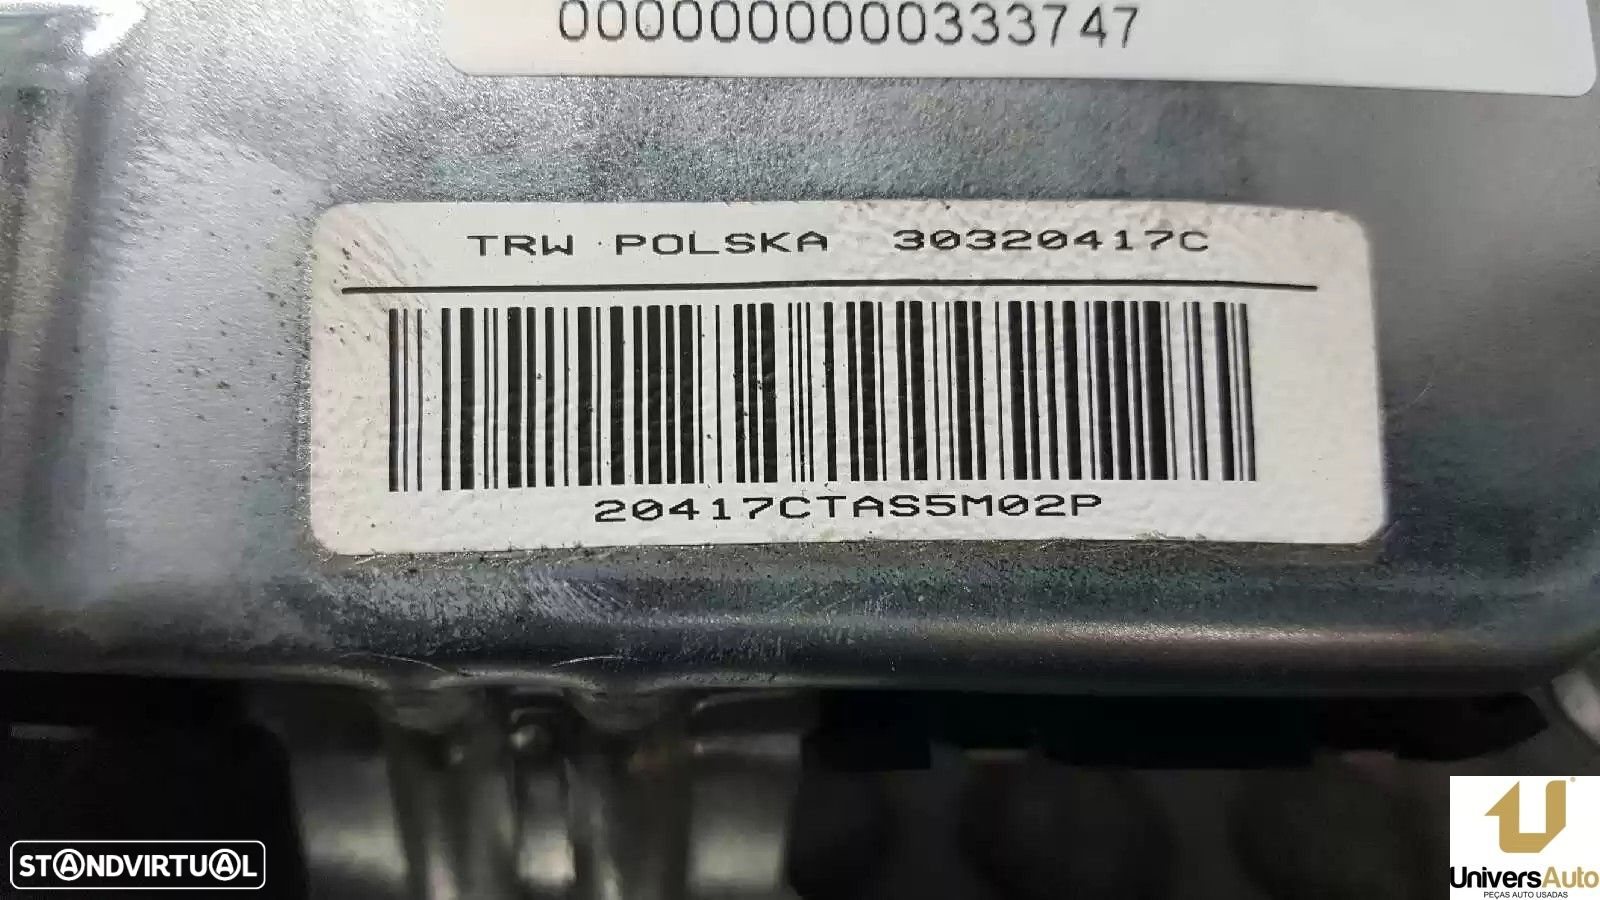 0000000000333747
TRW POLSKA 30320417C
20417CTAS5M02P
STANDVIRTUAL
UniversAuto
PEÇAS AUTO USADAS